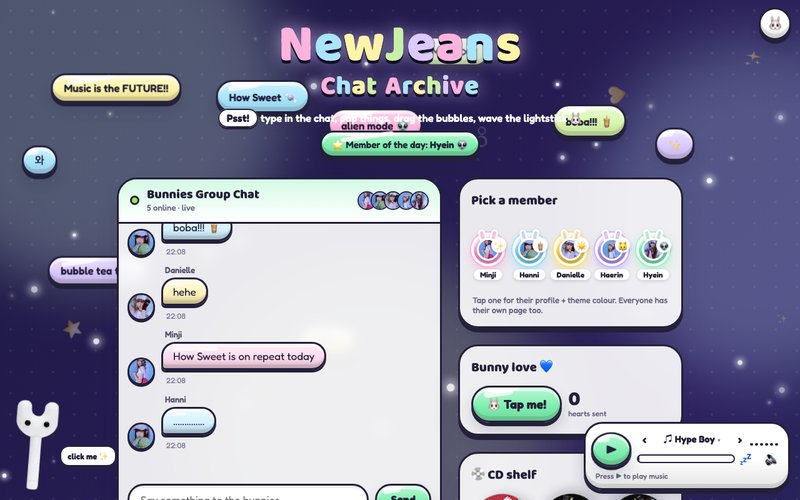 NewJeans
Chat Archive
Music is the FUTURE!!
How Sweet
Psst! type in the chat, pop things, drag the bubbles, wave the lightstick
alien mode 👽
boba!!! 🧋
⭐ Member of the day: Hyein 👽
와
bubble tea
Bunnies Group Chat
5 online · live
boba!!! 🧋
22:08
Danielle
hehe
22:08
Minji
How Sweet is on repeat today
22:08
Hanni
..............
22:08
Say something to the bunnies
Send
click me ✨
Pick a member
Minji
Hanni
Danielle
Haerin
Hyein
Tap one for their profile + theme colour. Everyone has
their own page too.
Bunny love 💙
🐰 Tap me!
0
hearts sent
💿 CD shelf
‹ 🎵 Hype Boy · ›
💤
Press ▶ to play music